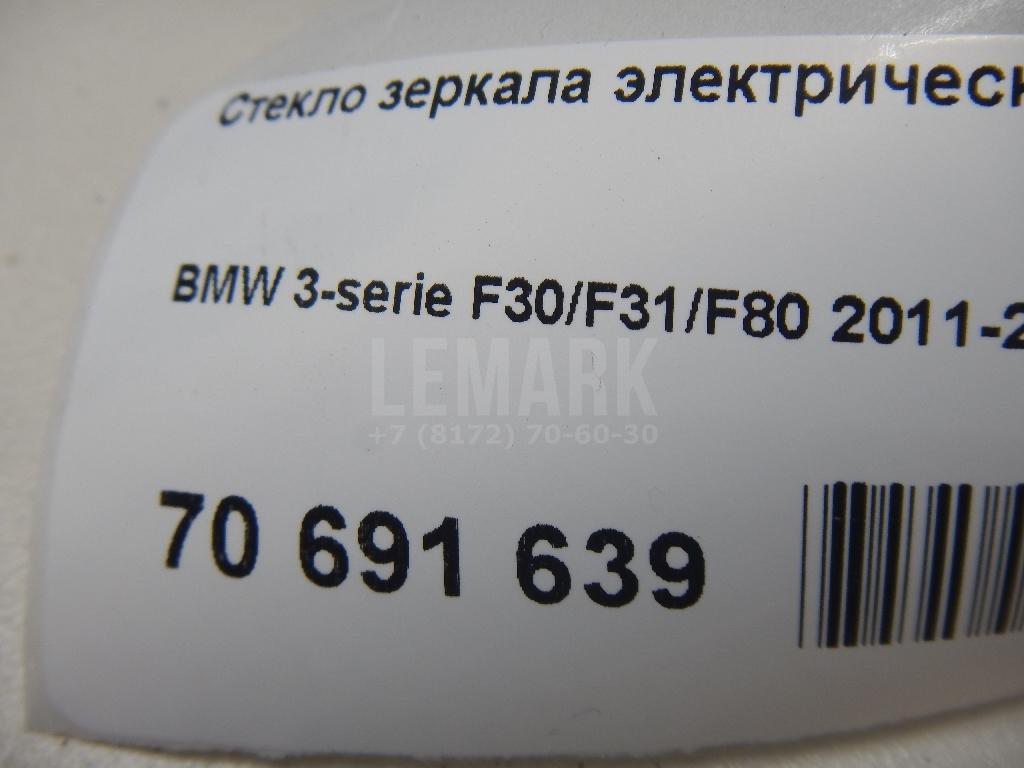 Стекло зеркала электрическ
BMW 3-serie F30/F31/F80 2011-2
LEMARK
+7 (8172) 70-60-30
70 691 639